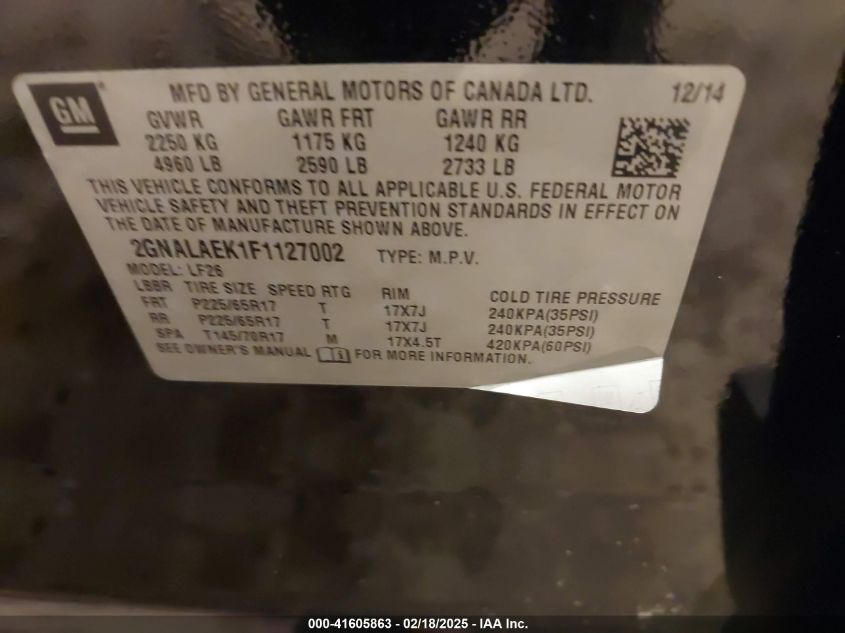 GM
MFD BY GENERAL MOTORS OF CANADA LTD. 12/14
GVWR GAWR FRT GAWR RR
2250 KG 1175 KG 1240 KG
4960 LB 2590 LB 2733 LB
THIS VEHICLE CONFORMS TO ALL APPLICABLE U.S. FEDERAL MOTOR
VEHICLE SAFETY AND THEFT PREVENTION STANDARDS IN EFFECT ON
THE DATE OF MANUFACTURE SHOWN ABOVE.
2GNALAEK1F1127002 TYPE: M.P.V.
MODEL: LF26
LBBR TIRE SIZE SPEED RTG RIM COLD TIRE PRESSURE
FRT P225/65R17 T 17X7J 240KPA(35PSI)
RR P225/65R17 T 17X7J 240KPA(35PSI)
SPA T145/70R17 M 17X4.5T 420KPA(60PSI)
SEE OWNER'S MANUAL FOR MORE INFORMATION.
000-41605863 / 02/18/2025 - IAA Inc.